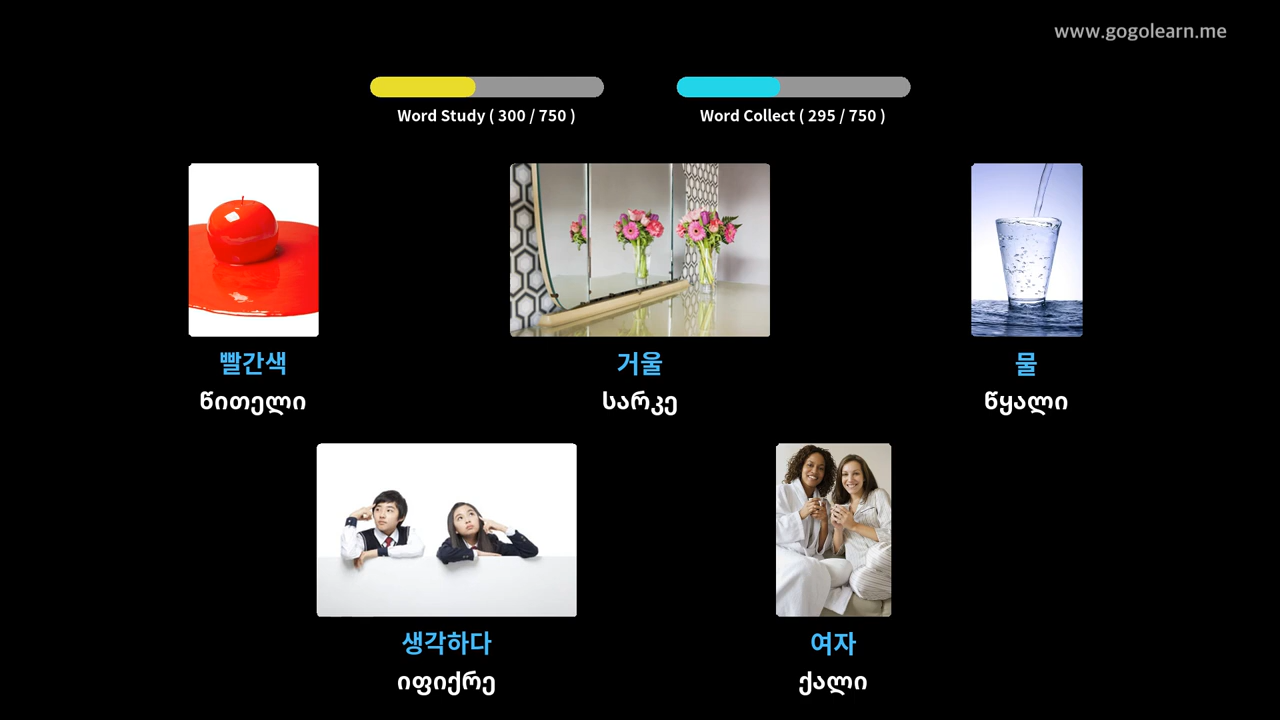 www.gogolearn.me
Word Study ( 300 / 750 )
Word Collect ( 295 / 750 )
빨간색
წითელი
거울
სარკე
물
წყალი
생각하다
იფიქრე
여자
ქალი